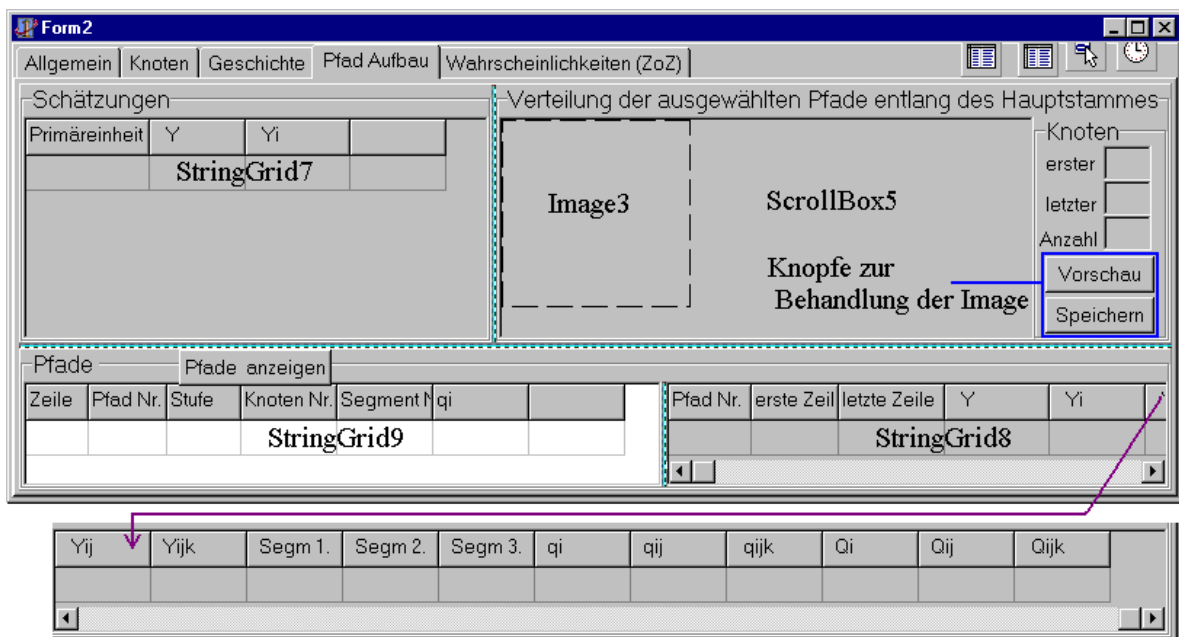 Form2
Allgemein Knoten Geschichte Pfad Aufbau Wahrscheinlichkeiten (ZoZ)
Schätzungen
Primäreinheit Y Yi
StringGrid7
Verteilung der ausgewählten Pfade entlang des Hauptstammes
Image3
ScrollBox5
Knopfe zur
Behandlung der Image
Knoten
erster
letzter
Anzahl
Vorschau
Speichern
Pfade
Pfade anzeigen
Zeile Pfad Nr. Stufe Knoten Nr. Segment N qi
StringGrid9
Pfad Nr. erste Zeil letzte Zeile Y Yi
StringGrid8
Yij Yijk Segm 1. Segm 2. Segm 3. qi qij qijk Qi Qij Qijk